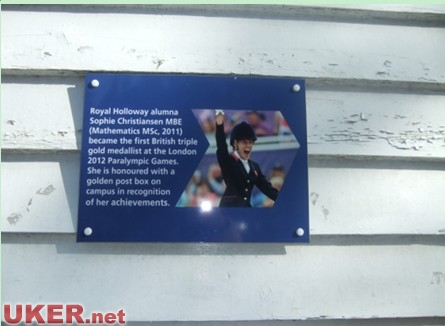 Royal Holloway alumna
Sophie Christiansen MBE
(Mathematics MSc, 2011)
became the first British triple
gold medallist at the London
2012 Paralympic Games.
She is honoured with a
golden post box on
campus in recognition
of her achievements.
UKER.net